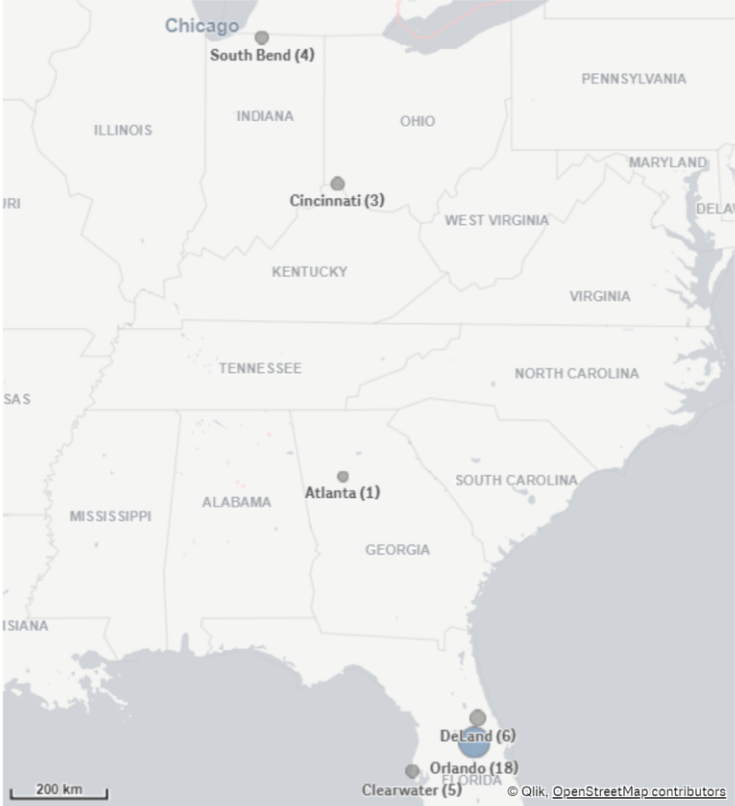 Chicago
South Bend (4)
PENNSYLVANIA
INDIANA
OHIO
ILLINOIS
MARYLAND
Cincinnati (3)
URI
DELA
WEST VIRGINIA
KENTUCKY
VIRGINIA
TENNESSEE
NORTH CAROLINA
SAS
SOUTH CAROLINA
Atlanta (1)
ALABAMA
MISSISSIPPI
GEORGIA
ISIANA
DeLand (6)
Orlando (18)
FLORIDA
Clearwater (5)
200 km
© Qlik, OpenStreetMap contributors